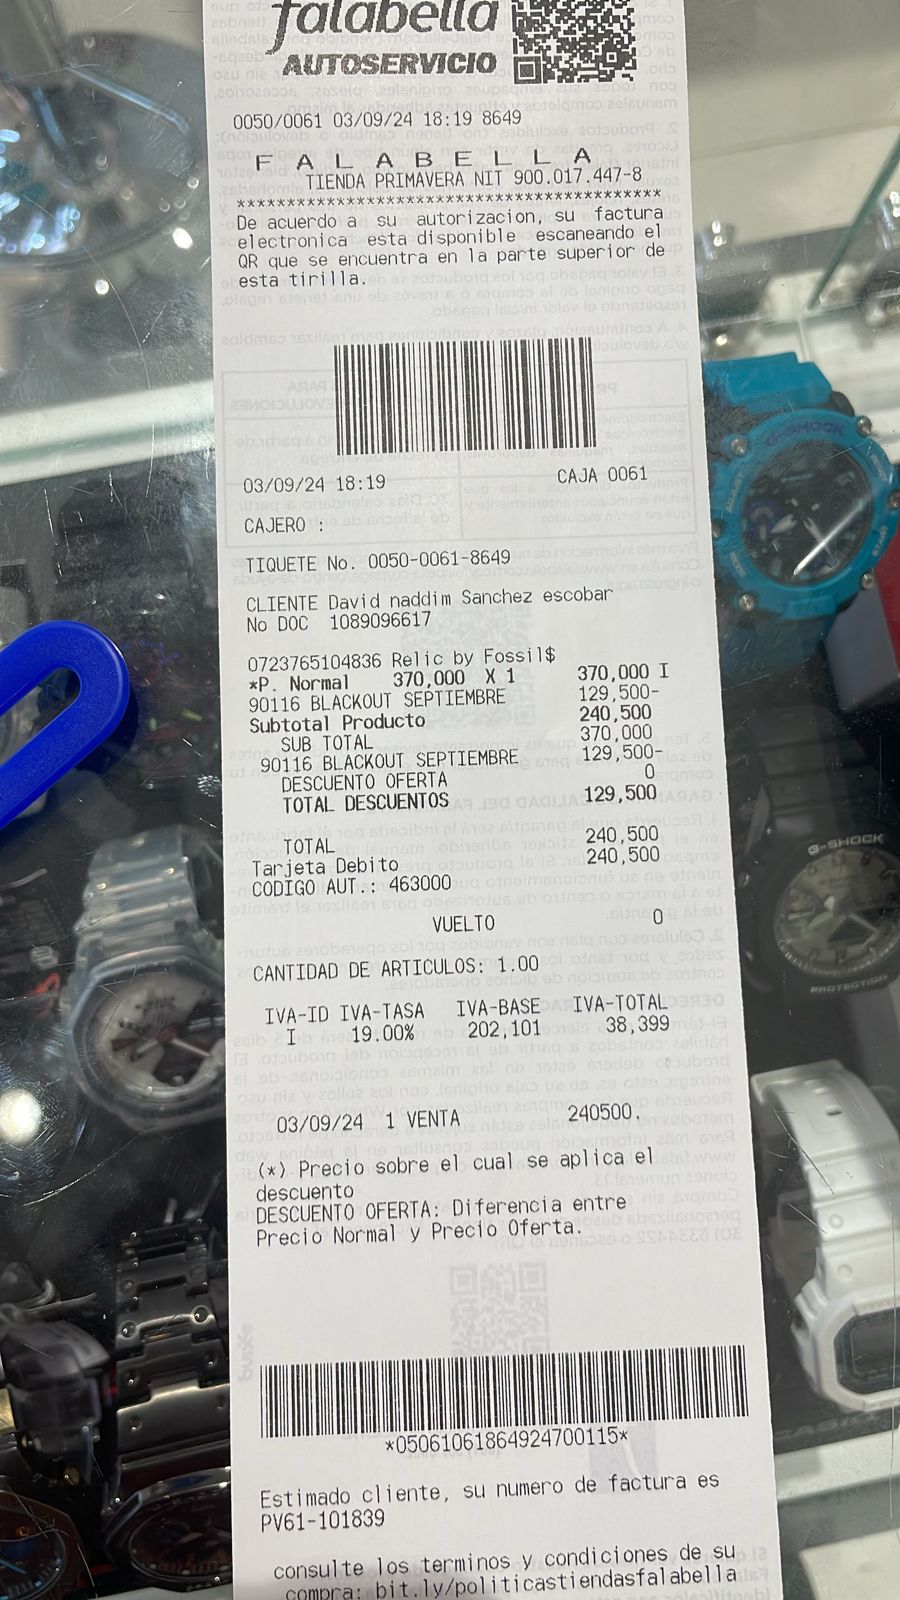 falabella
AUTOSERVICIO
0050/0061 03/09/24 18:19 8649
F A L A B E L L A
TIENDA PRIMAVERA NIT 900.017.447-8
******************************************
De acuerdo a su autorizacion, su factura
electronica esta disponible escaneando el
QR que se encuentra en la parte superior de
esta tirilla.
03/09/24 18:19 CAJA 0061
CAJERO :
TIQUETE No. 0050-0061-8649
CLIENTE David naddim Sanchez escobar
No DOC 1089096617
0723765104836 Relic by Fossil$
*P. Normal 370,000 X 1 370,000 I
90116 BLACKOUT SEPTIEMBRE 129,500-
Subtotal Producto 240,500
SUB TOTAL 370,000
90116 BLACKOUT SEPTIEMBRE 129,500-
DESCUENTO OFERTA 0
TOTAL DESCUENTOS 129,500
TOTAL 240,500
Tarjeta Debito 240,500
CODIGO AUT.: 463000
VUELTO 0
CANTIDAD DE ARTICULOS: 1.00
IVA-ID IVA-TASA IVA-BASE IVA-TOTAL
I 19.00% 202,101 38,399
03/09/24 1 VENTA 240500.
(*) Precio sobre el cual se aplica el
descuento
DESCUENTO OFERTA: Diferencia entre
Precio Normal y Precio Oferta.
*05061061864924700115*
Estimado cliente, su numero de factura es
PV61-101839
consulte los terminos y condiciones de su
compra: bit.ly/politicastiendasfalabella
G-SHOCK
G-SHOCK
PROTECTION